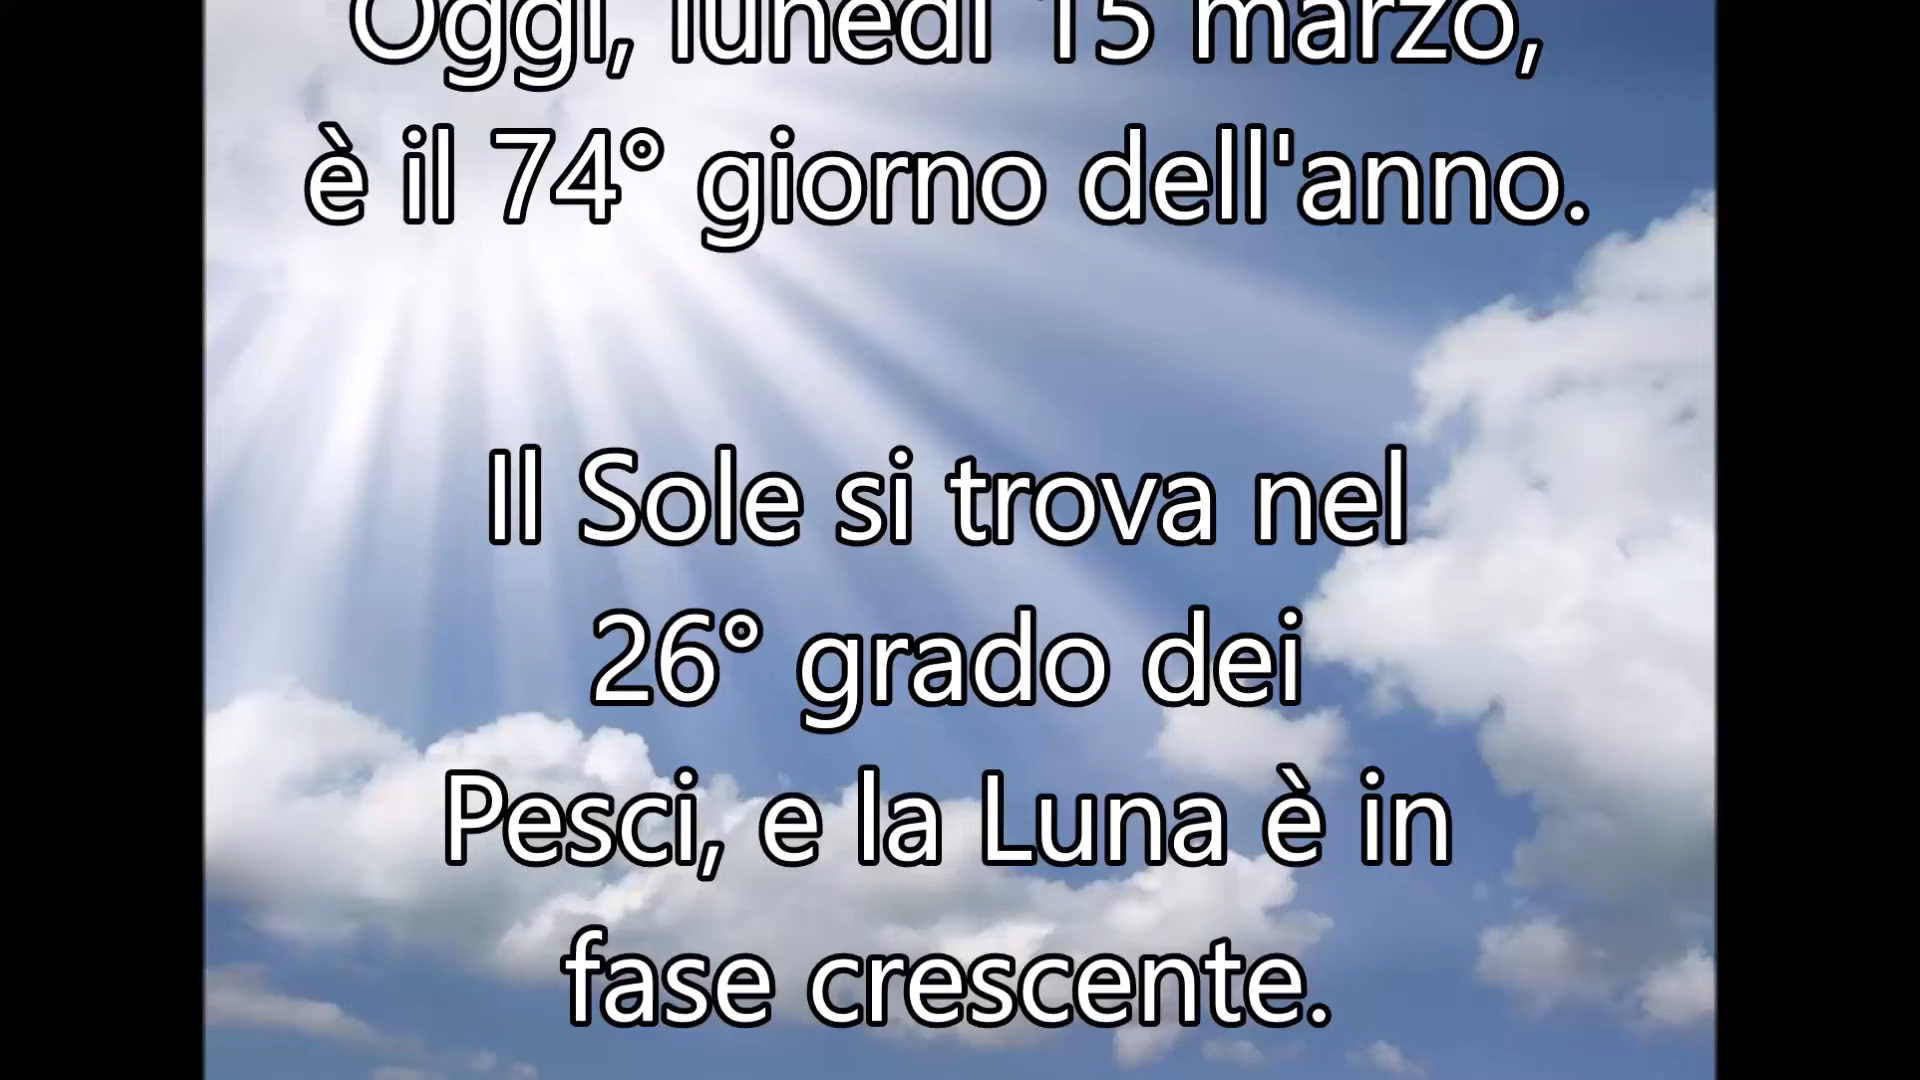 Oggi, lunedì 15 marzo,
è il 74° giorno dell'anno.
Il Sole si trova nel
26° grado dei
Pesci, e la Luna è in
fase crescente.